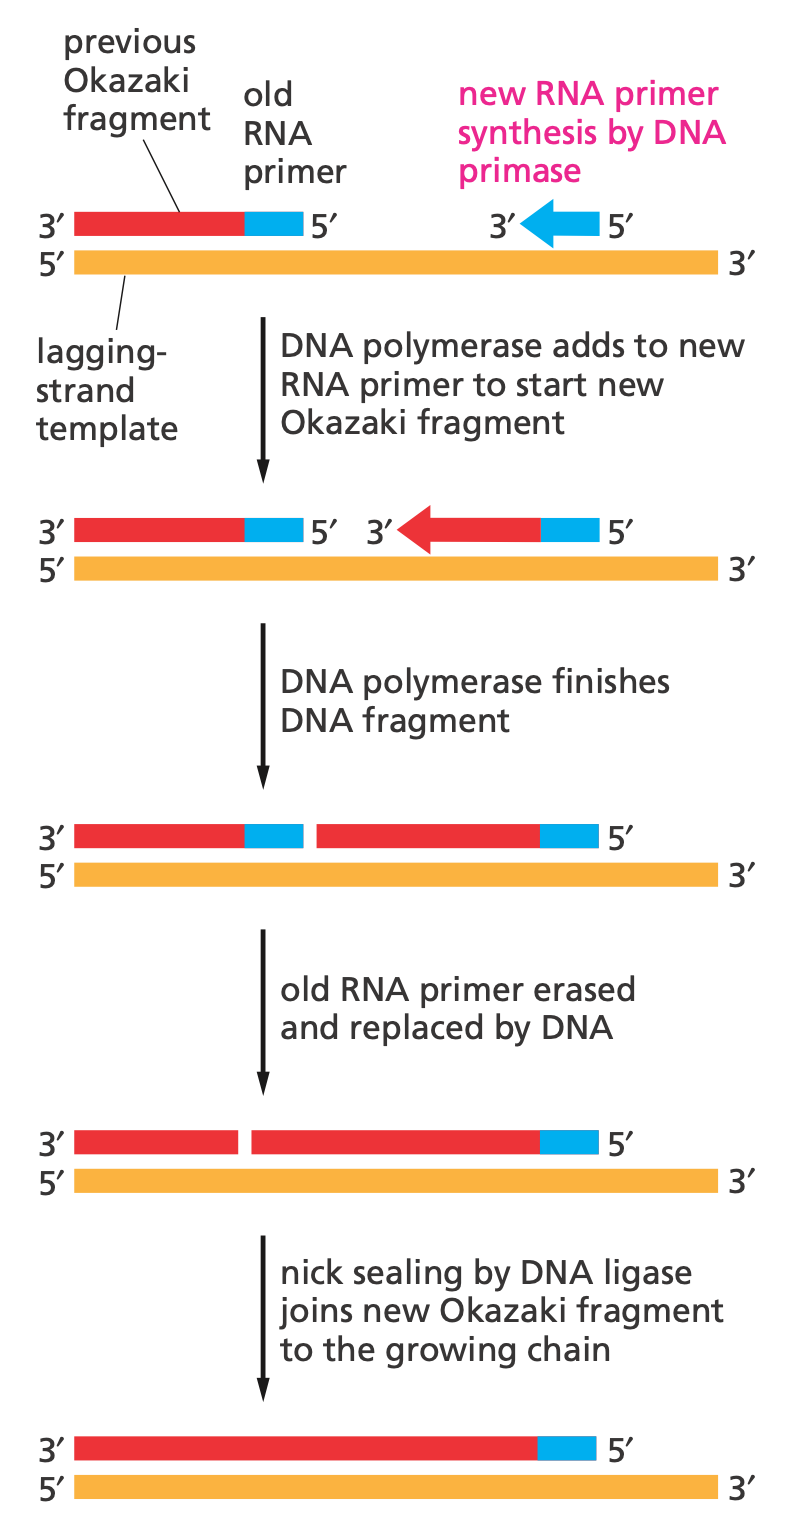 previous
Okazaki
fragment
old
RNA
primer
new RNA primer
synthesis by DNA
primase
3′ 5′ 3′ 5′
5′ 3′
lagging-
strand
template
DNA polymerase adds to new
RNA primer to start new
Okazaki fragment
3′ 5′ 3′ 5′
5′ 3′
DNA polymerase finishes
DNA fragment
3′ 5′
5′ 3′
old RNA primer erased
and replaced by DNA
3′ 5′
5′ 3′
nick sealing by DNA ligase
joins new Okazaki fragment
to the growing chain
3′ 5′
5′ 3′